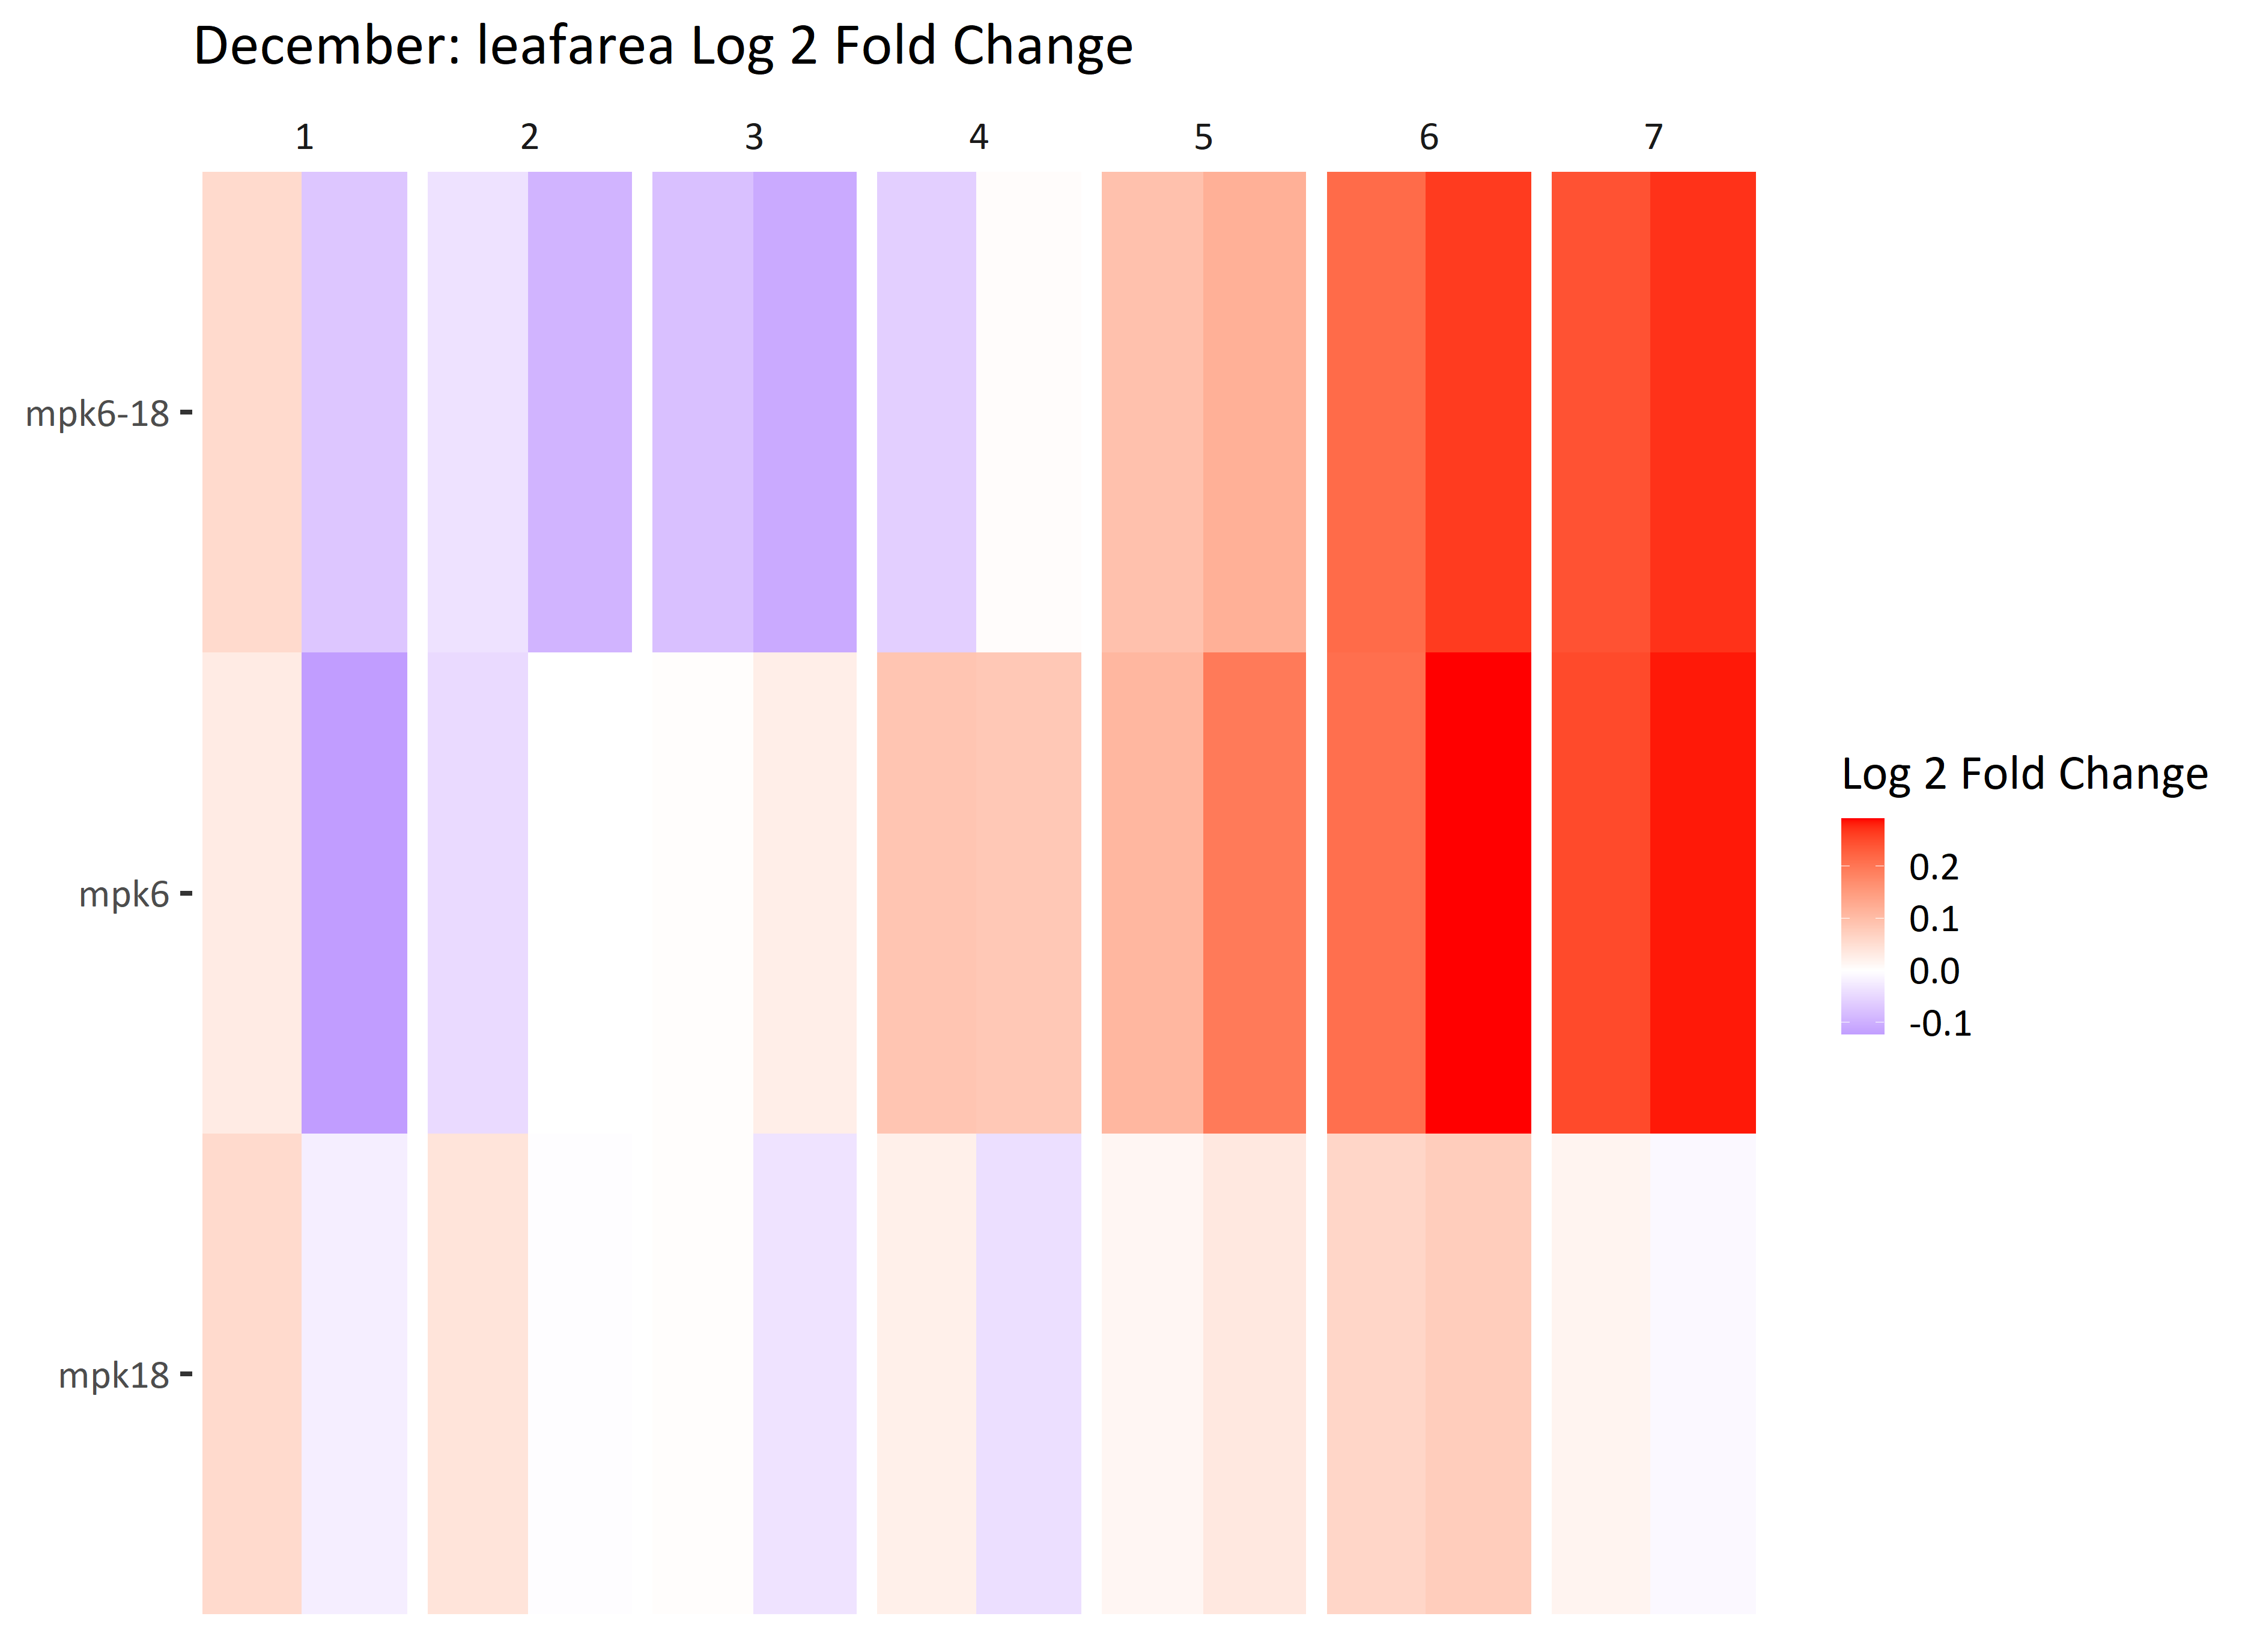 December: leafarea Log 2 Fold Change
1 2 3 4 5 6 7
mpk6-18
mpk6
mpk18
Log 2 Fold Change
0.2
0.1
0.0
-0.1